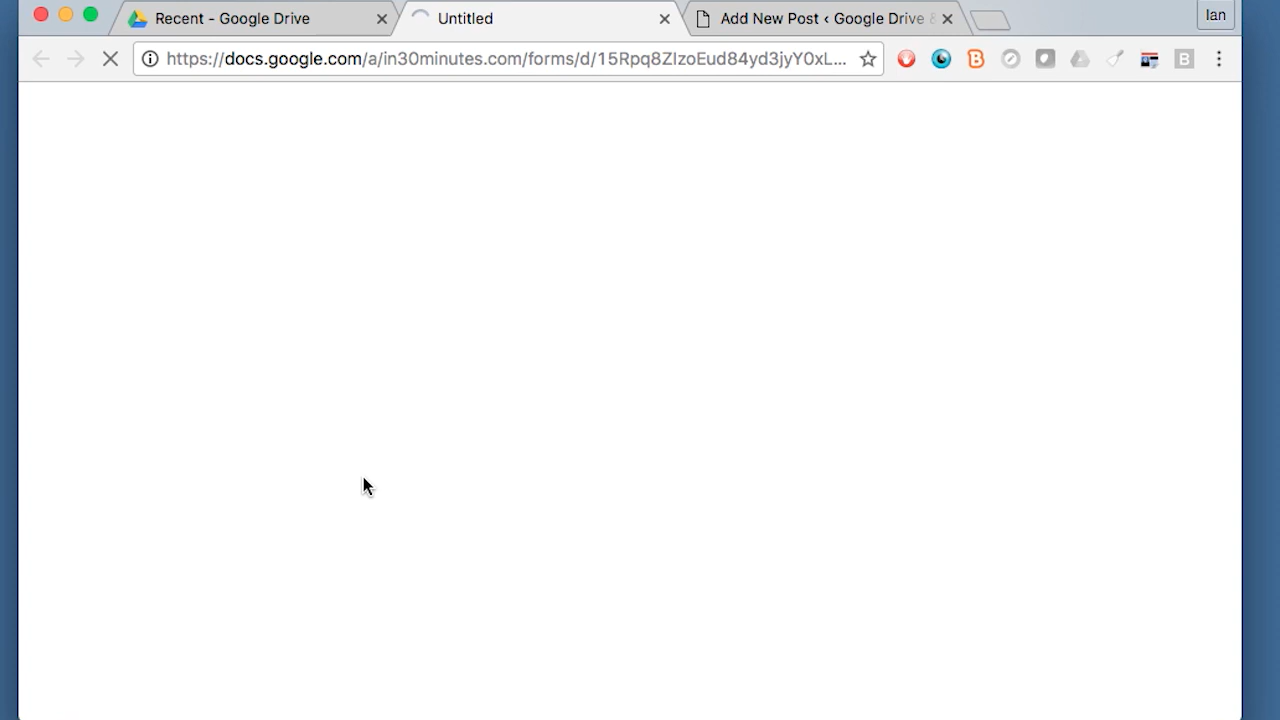 Recent - Google Drive
Untitled
Add New Post ‹ Google Drive &
Ian
https://docs.google.com/a/in30minutes.com/forms/d/15Rpq8ZIzoEud84yd3jyY0xL...
B
B